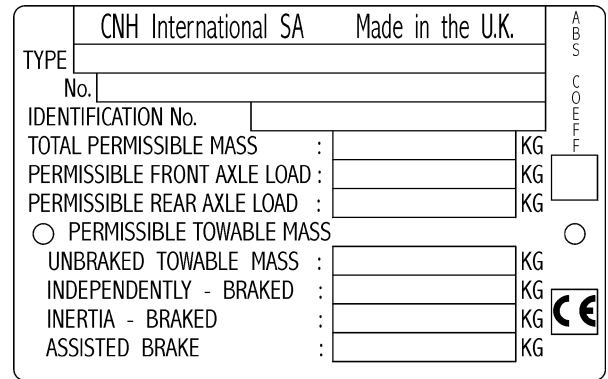 CNH International SA Made in the U.K.
ABS COEFF
TYPE
No.
IDENTIFICATION No.
TOTAL PERMISSIBLE MASS : KG
PERMISSIBLE FRONT AXLE LOAD : KG
PERMISSIBLE REAR AXLE LOAD : KG
PERMISSIBLE TOWABLE MASS
UNBRAKED TOWABLE MASS : KG
INDEPENDENTLY - BRAKED : KG
INERTIA - BRAKED : KG
CE
ASSISTED BRAKE : KG